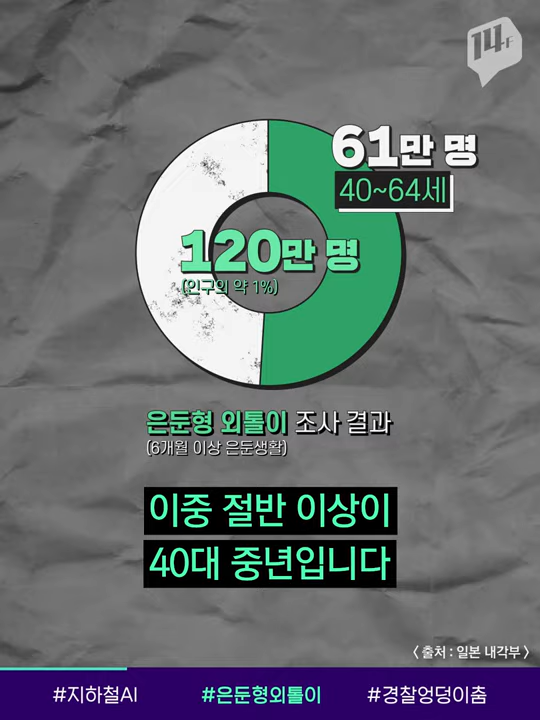 14F
61만 명
40~64세
120만 명
(인구의 약 1%)
은둔형 외톨이 조사 결과
(6개월 이상 은둔생활)
이중 절반 이상이
40대 중년입니다
〈 출처 : 일본 내각부 〉
#지하철AI #은둔형외톨이 #경찰엉덩이춤